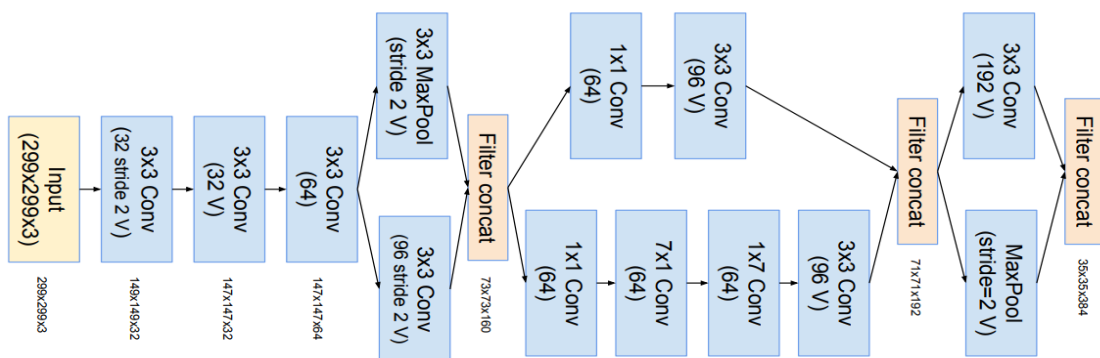 Input
(299x299x3)
299x299x3
3x3 Conv
(32 stride 2 V)
149x149x32
3x3 Conv
(32 V)
147x147x32
3x3 Conv
(64)
147x147x64
3x3 MaxPool
(stride 2 V)
3x3 Conv
(96 stride 2 V)
Filter concat
73x73x160
1x1 Conv
(64)
3x3 Conv
(96 V)
1x1 Conv
(64)
7x1 Conv
(64)
1x7 Conv
(64)
3x3 Conv
(96 V)
Filter concat
71x71x192
3x3 Conv
(192 V)
MaxPool
(stride=2 V)
Filter concat
35x35x384